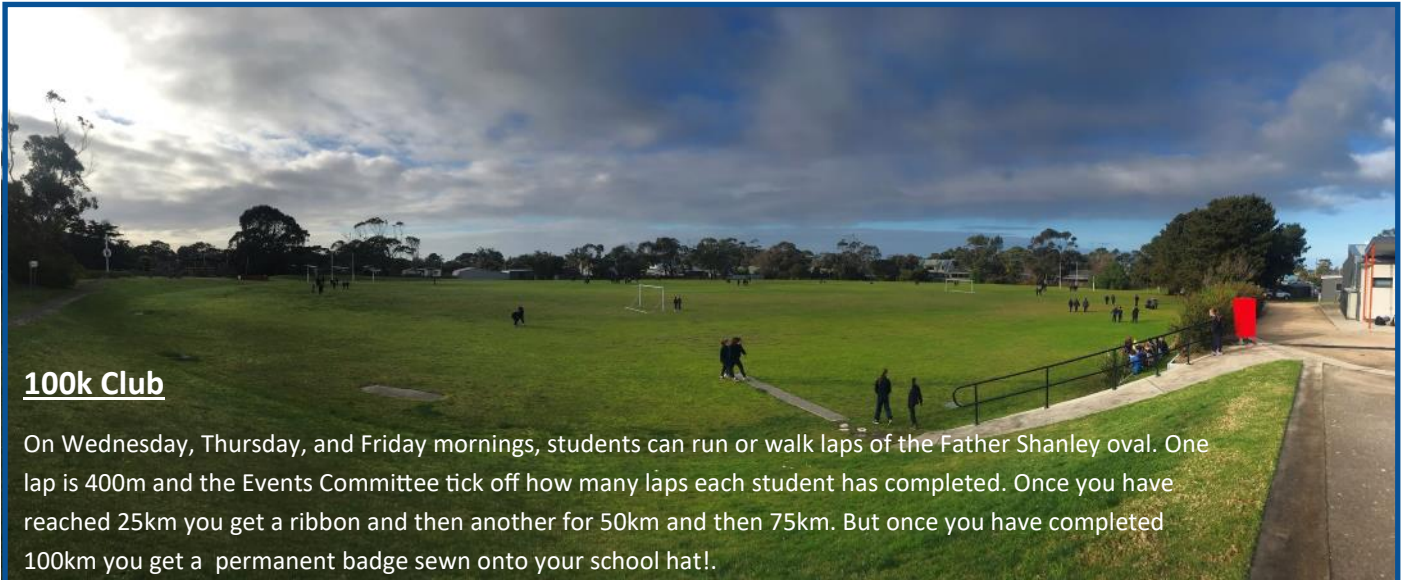 100k Club
On Wednesday, Thursday, and Friday mornings, students can run or walk laps of the Father Shanley oval. One
lap is 400m and the Events Committee tick off how many laps each student has completed. Once you have
reached 25km you get a ribbon and then another for 50km and then 75km. But once you have completed
100km you get a  permanent badge sewn onto your school hat!.